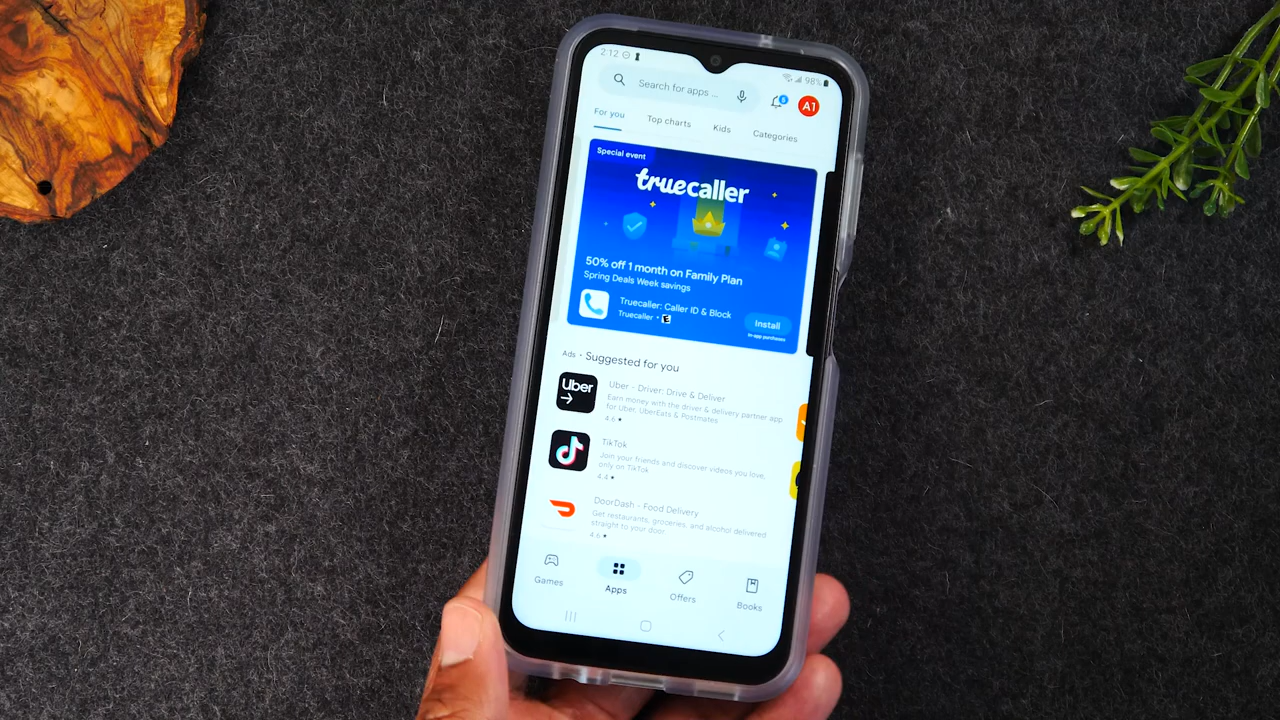 2:12
98%
Search for apps ...
8
A1
For you
Top charts
Kids
Categories
Special event
truecaller
50% off 1 month on Family Plan
Spring Deals Week savings
Truecaller: Caller ID & Block
Truecaller • E
Install
In-app purchases
Ads • Suggested for you
Uber
Uber - Driver: Drive & Deliver
Earn money with the driver & delivery partner app
for Uber, UberEats & Postmates
4.6 ★
TikTok
Join your friends and discover videos you love,
only on TikTok
4.4 ★
DoorDash - Food Delivery
Get restaurants, groceries, and alcohol delivered
straight to your door.
4.6 ★
Games
Apps
Offers
Books